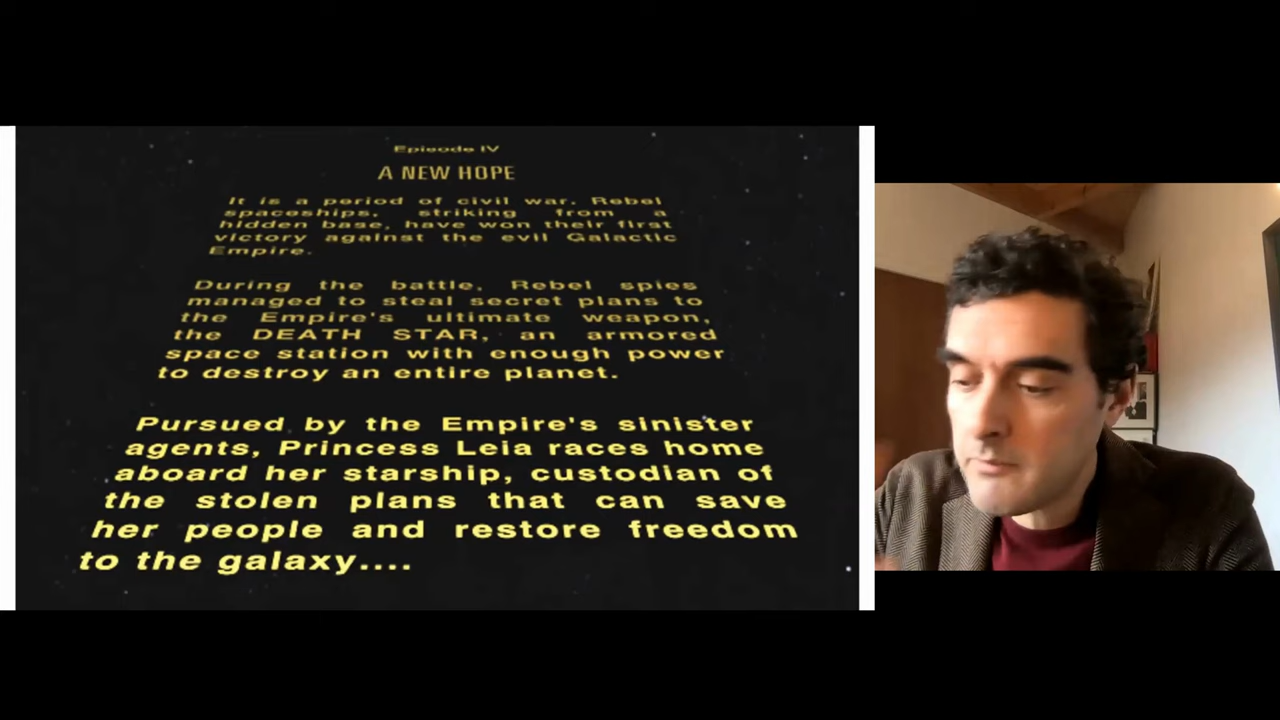 Episode IV
A NEW HOPE
It is a period of civil war. Rebel
spaceships, striking from a
hidden base, have won their first
victory against the evil Galactic
Empire.
During the battle, Rebel spies
managed to steal secret plans to
the Empire's ultimate weapon,
the DEATH STAR, an armored
space station with enough power
to destroy an entire planet.
Pursued by the Empire's sinister
agents, Princess Leia races home
aboard her starship, custodian of
the stolen plans that can save
her people and restore freedom
to the galaxy....